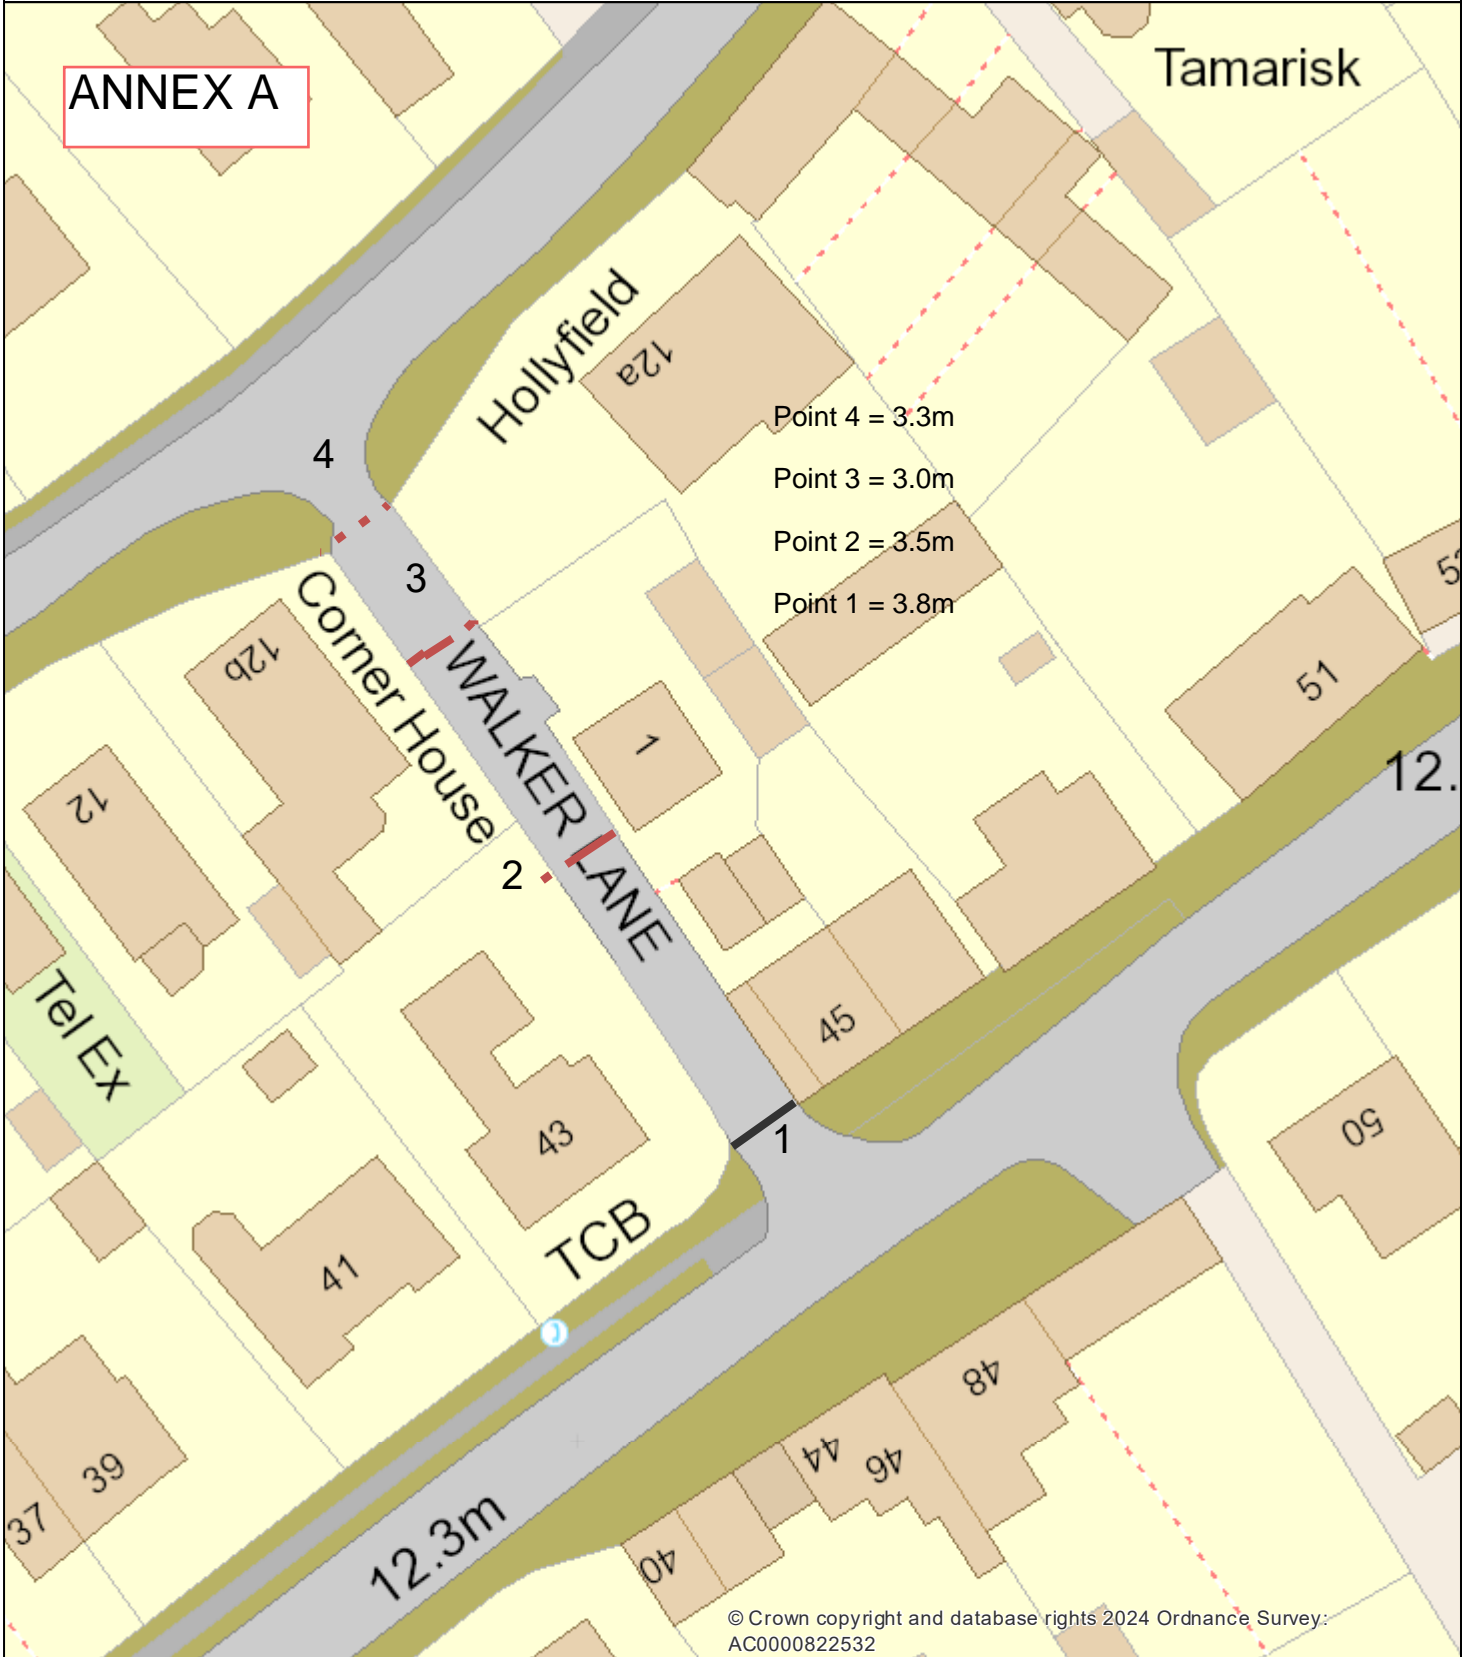 ANNEX A
Tamarisk
Hollyfield
12a
4
Point 4 = 3.3m
Point 3 = 3.0m
Point 2 = 3.5m
Point 1 = 3.8m
3
Corner House
12b
WALKER LANE
1
51
12.
12
2
45
Tel Ex
43
1
50
TCB
41
48
44
46
39
37
12.3m
40
© Crown copyright and database rights 2024 Ordnance Survey:
AC0000822532